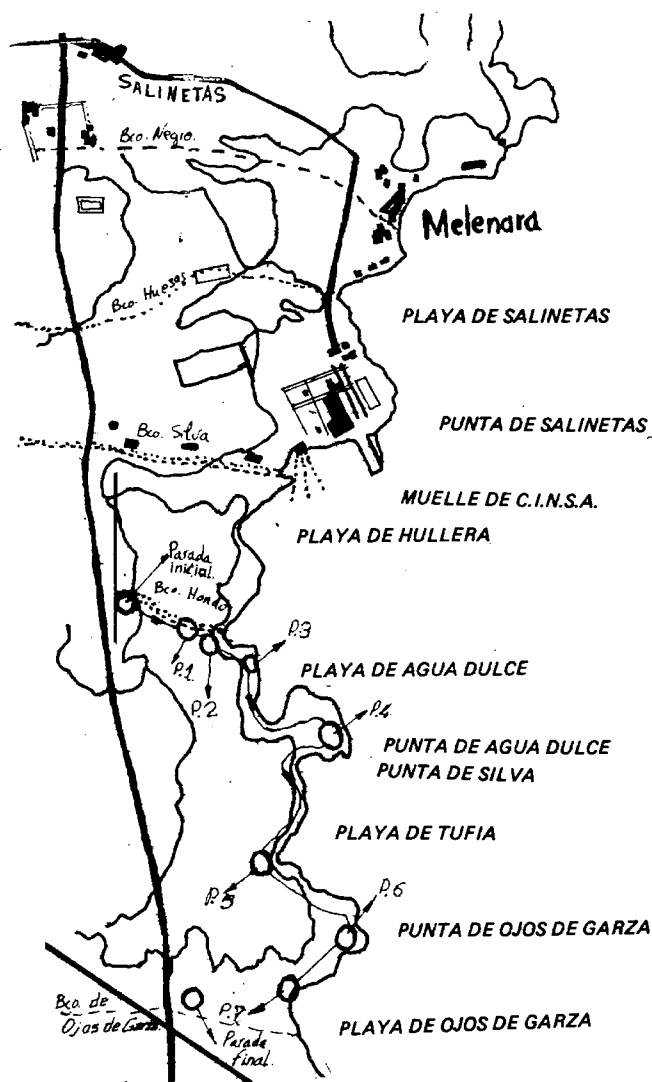 SALINETAS
Bco. Negro.
Melenara
Bco. Huesas
PLAYA DE SALINETAS
PUNTA DE SALINETAS
Bco. Silva
MUELLE DE C.I.N.S.A.
PLAYA DE HULLERA
Parada
inicial.
Bco. Hondo
P.3
P.1
PLAYA DE AGUA DULCE
P.2
P.4
PUNTA DE AGUA DULCE
PUNTA DE SILVA
PLAYA DE TUFIA
P.5
P.6
PUNTA DE OJOS DE GARZA
Bco. de
Ojos de Garza
P.7
PLAYA DE OJOS DE GARZA
Parada
final.